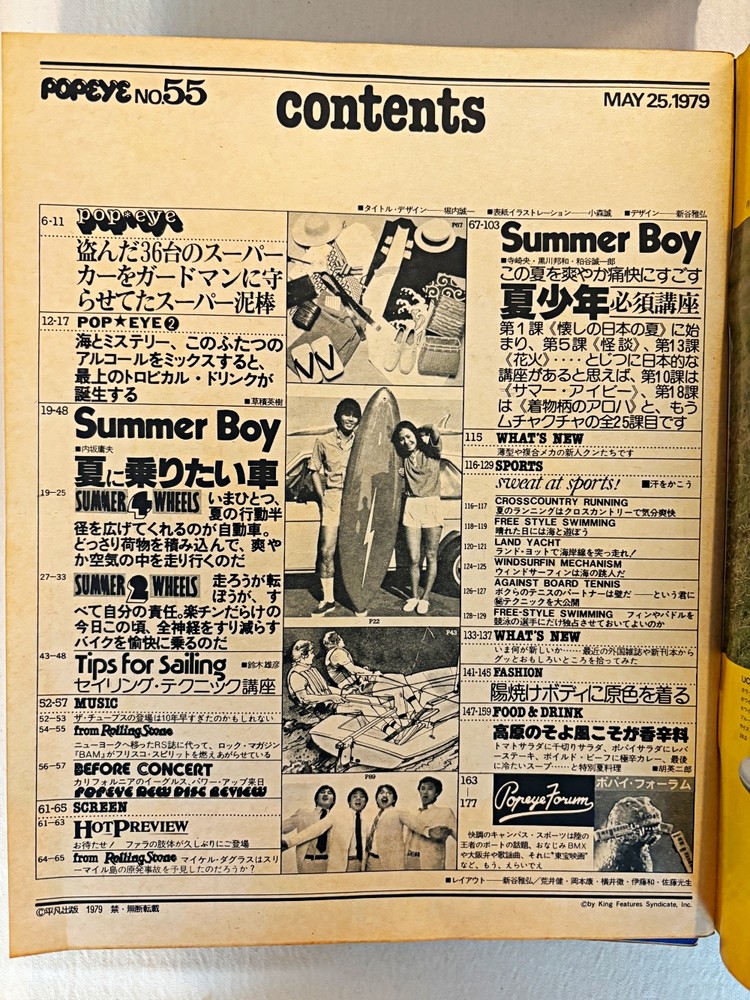 POPEYE NO.55
contents
MAY 25,1979
■タイトル・デザイン──堀内誠一 ■表紙イラストレーション──小森誠 ■デザイン──新谷雅弘
6-11
pop*eye
盗んだ36台のスーパー
カーをガードマンに守
らせてたスーパー泥棒
12-17
POP★EYE❷
海とミステリー、このふたつの
アルコールをミックスすると、
最上のトロピカル・ドリンクが
誕生する
■草積英樹
19-48
Summer Boy
■内坂庸夫
夏に乗りたい車
19-25
SUMMER 4 WHEELS
いまひとつ、
夏の行動半
径を広げてくれるのが自動車。
どっさり荷物を積み込んで、爽や
か空気の中を走り行くのだ
27-33
SUMMER 2 WHEELS
走ろうが転
ぼうが、す
べて自分の責任。楽チンだらけの
今日この頃、全神経をすり減らす
バイクを愉快に乗るのだ
43-48
Tips for Sailing
■鈴木雄彦
セイリング・テクニック講座
52-57
MUSIC
52-53
ザ・チューブスの登場は10年早すぎたのかもしれない
54-55
from Rolling Stone
ニューヨークへ移ったRS誌に代って、ロック・マガジン
『BAM』がフリスコ・スピリットを燃えあがらせている
56-57
BEFORE CONCERT
カリフォルニアのイーグルス、パワー・アップ来日
POPEYE NEW DISC REVIEW
61-65
SCREEN
61-63
HOT PREVIEW
お待たせ! ファラの肢体が久しぶりにご登場
64-65
from Rolling Stone マイケル・ダグラスはスリ
ーマイル島の原発事故を予見したのだろうか?
P67
P22
P43
P99
67-103
Summer Boy
■寺崎央・黒川邦和・粕谷誠一郎
この夏を爽やか痛快にすごす
夏少年必須講座
第1課《懐しの日本の夏》に始
まり、第5課《怪談》、第13課
《花火》‥‥とじつに日本的な
講座があると思えば、第10課は
《サマー・アイビー》、第18課
は《着物柄のアロハ》と、もう
ムチャクチャの全25課目です
115
WHAT'S NEW
薄型や複合メカの新人クンたちです
116-129
SPORTS
sweat at sports!
■汗をかこう
116-117
CROSSCOUNTRY RUNNING
夏のランニングはクロスカントリーで気分爽快
118-119
FREE STYLE SWIMMING
晴れた日には海と遊ぼう
120-121
LAND YACHT
ランド・ヨットで海岸線を突っ走れ!
124-125
WINDSURFIN MECHANISM
ウィンドサーフィンは海の跳人だ
126-127
AGAINST BOARD TENNIS
ボクらのテニスのパートナーは壁だ──という君に
㊙テクニックを大公開
128-129
FREE-STYLE SWIMMING フィンやパドルを
競泳の選手にだけ独占させておいてよいのか
133-137
WHAT'S NEW
いま何が新しいか‥‥最近の外国雑誌や新刊本から
グッとおもしろいところを拾ってみた
141-145
FASHION
陽焼けボディに原色を着る
147-159
FOOD & DRINK
高原のそよ風こそが香辛料
トマトサラダに千切りサラダ、ポパイサラダにレバ
ーステーキ、ボイルド・ビーフに極辛カレー、最後
に冷たいスープ‥‥と特別夏料理 ■胡英二郎
163
177
Popeye Forum
ポパイ・フォーラム
快調のキャンパス・スポーツは陸の
王者のボートの話題、おなじみBMX
や大阪弁や歌謡曲、それに"東宝映画"
など、もう、えらいでえ
■レイアウト──新谷雅弘/荒井健・岡本康・横井徹・伊藤和・佐藤光生
©平凡出版 1979 禁・無断転載
©by King Features Syndicate, Inc.